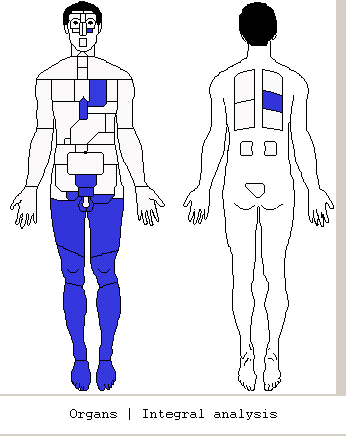 Organs | Integral analysis